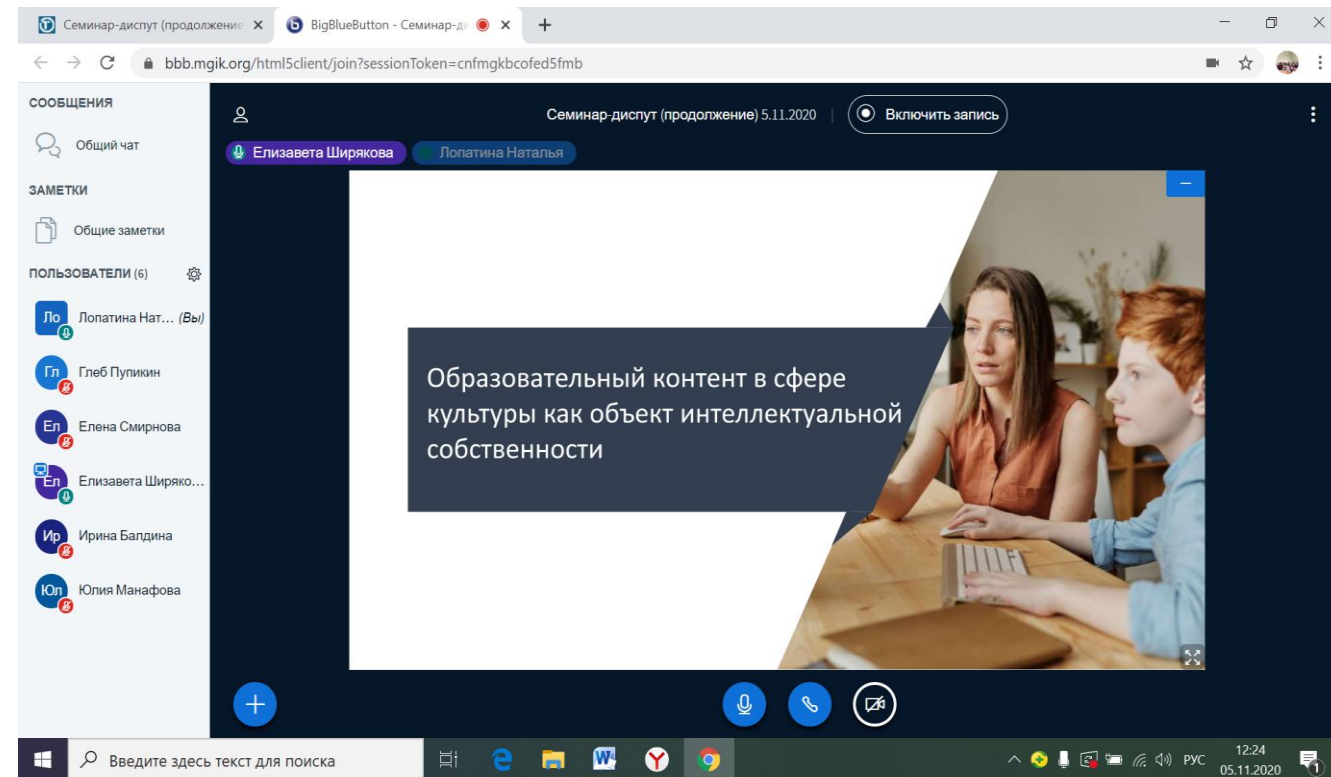 Семинар-диспут (продолжение
BigBlueButton - Семинар-ди
bbb.mgik.org/html5client/join?sessionToken=cnfmgkbcofed5fmb
СООБЩЕНИЯ
Общий чат
ЗАМЕТКИ
Общие заметки
ПОЛЬЗОВАТЕЛИ (6)
Ло Лопатина Нат... (Вы)
Гл Глеб Пупикин
Ел Елена Смирнова
Ел Елизавета Ширяко...
Ир Ирина Балдина
Юл Юлия Манафова
Семинар-диспут (продолжение) 5.11.2020 | Включить запись
Елизавета Ширякова Лопатина Наталья
Образовательный контент в сфере
культуры как объект интеллектуальной
собственности
Введите здесь текст для поиска
РУС
12:24
05.11.2020
1